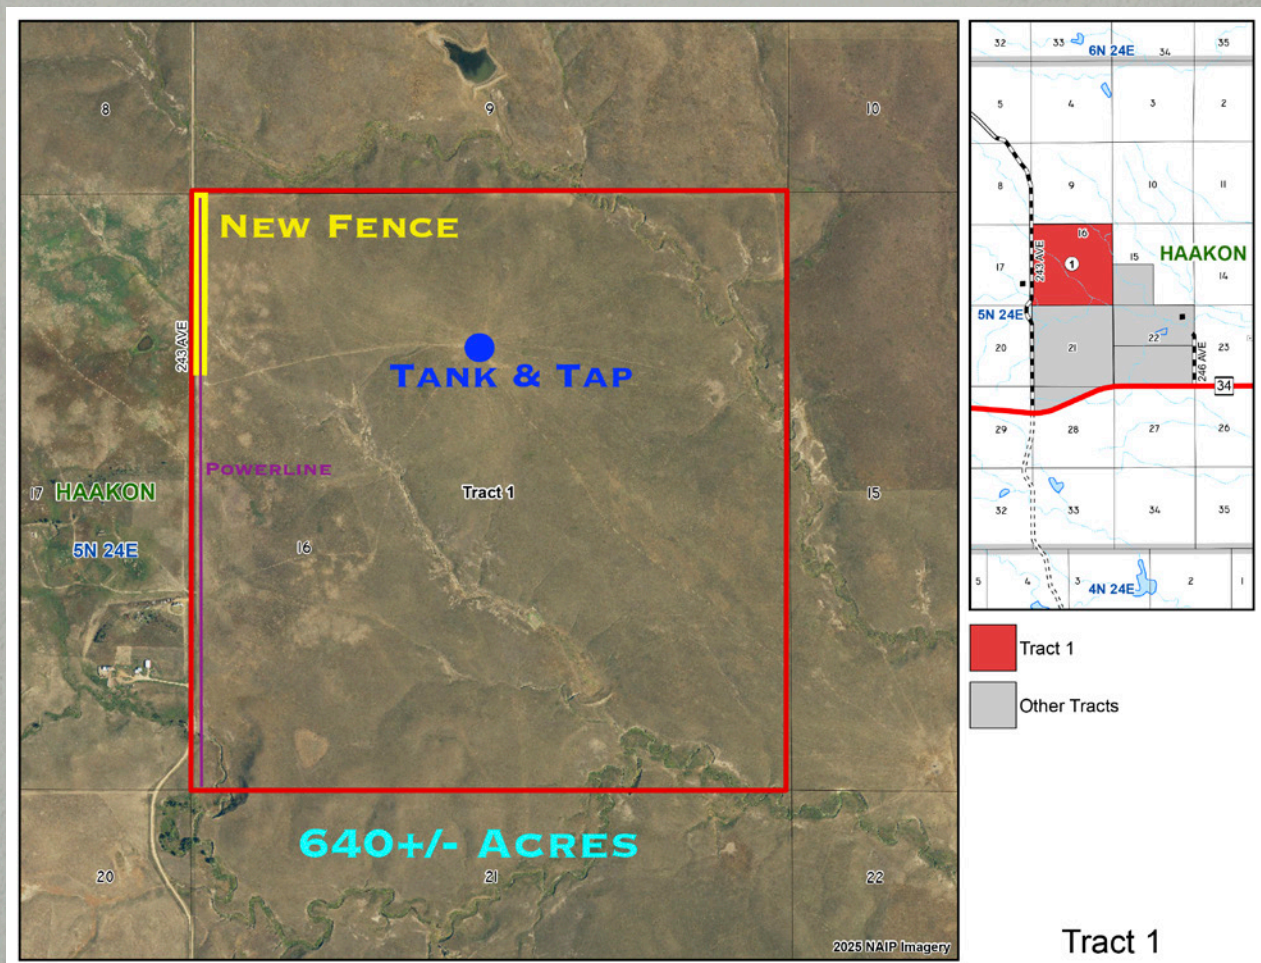 8
9
10
NEW FENCE
243 AVE
TANK & TAP
POWERLINE
17 HAAKON
5N 24E
Tract 1
16
15
640+/- ACRES
20
21
22
2025 NAIP Imagery
32
33
6N 24E
34
35
5
4
3
2
8
9
10
11
17
243 AVE
16
1
15
HAAKON
14
5N 24E
20
21
22
23
246 AVE
34
29
28
27
26
32
33
34
35
5
4
3
4N 24E
2
1
Tract 1
Other Tracts
Tract 1